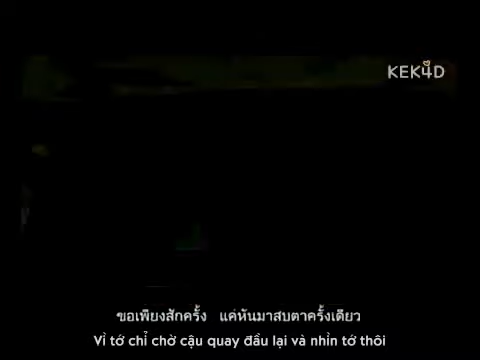 KEK4D
ขอเพียงสักครั้ง แค่หันมาสบตาครั้งเดียว
Vì tớ chỉ chờ cậu quay đầu lại và nhìn tớ thôi